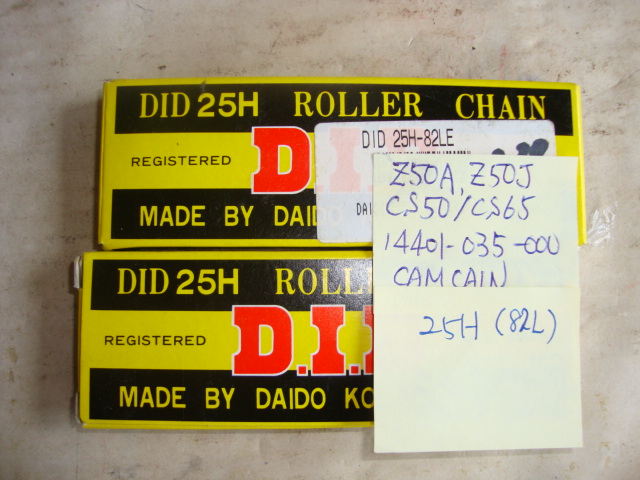 DID 25H ROLLER CHAIN
DID 25H-82LE
REGISTERED D.I.
MADE BY DAIDO DAI
Z50A, Z50J
CS50/CS65
14401-035-000
CAM CAIN
25H (82L)
DID 25H ROLL
REGISTERED D.I.
MADE BY DAIDO KO